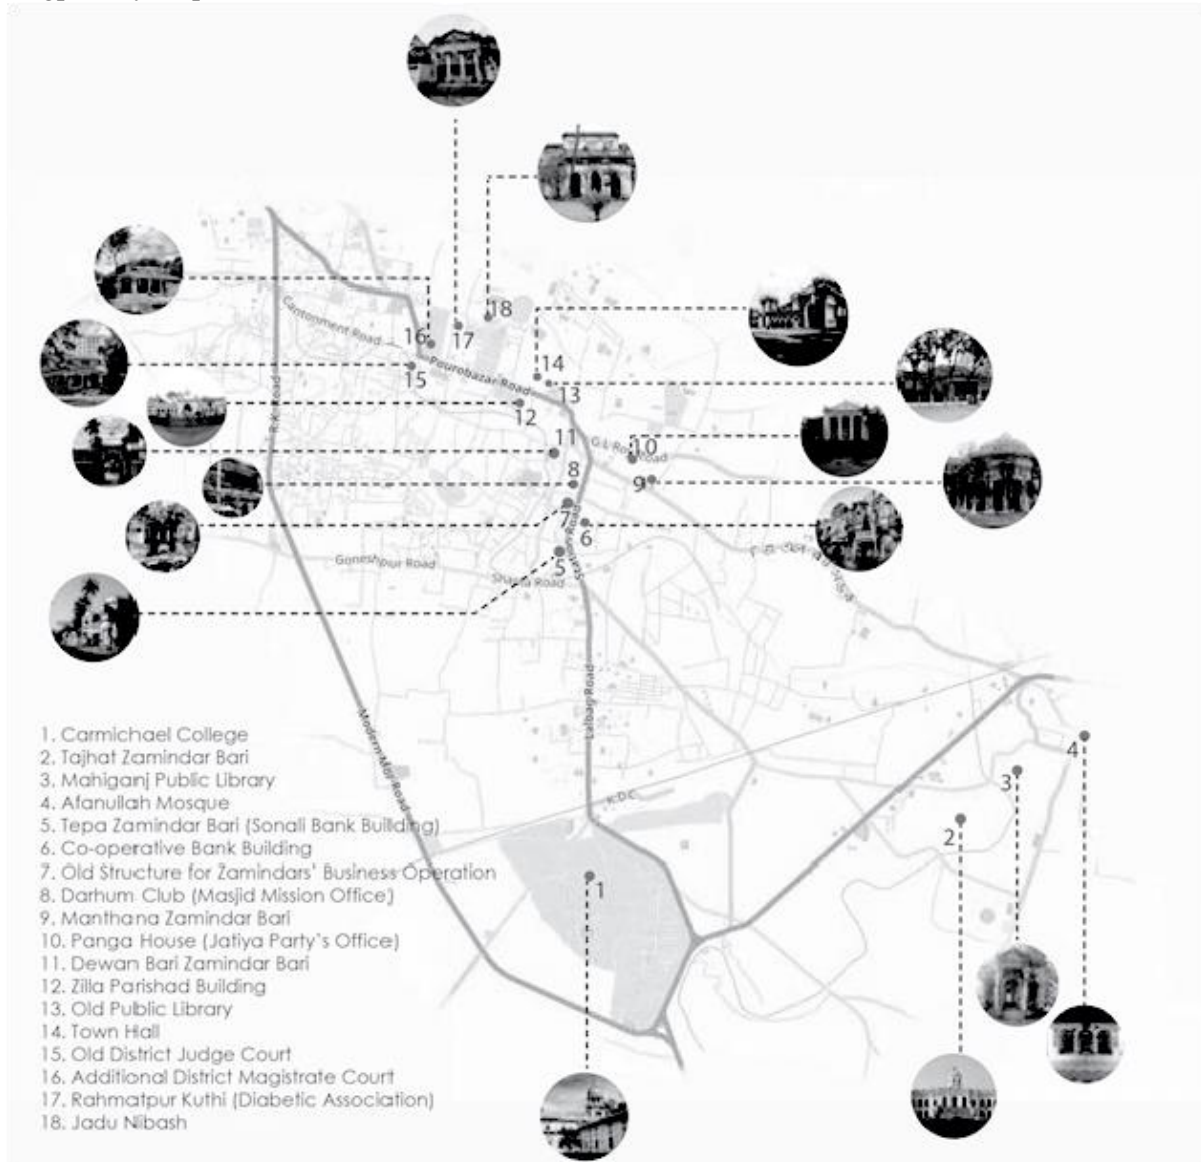 18
16
17
Cantonment Road
15
Pourobazar Road
14
13
12
R.K. Road
11
G L Roy Road
10
8
9
7
6
Station Road
5
Goneshpur Road
Shapla Road
Lalbag Road
Modern Mor Road
K.D.C
4
3
2
1
1. Carmichael College
2. Tajhat Zamindar Bari
3. Mahiganj Public Library
4. Afanullah Mosque
5. Tepa Zamindar Bari (Sonali Bank Building)
6. Co-operative Bank Building
7. Old Structure for Zamindars' Business Operation
8. Darhum Club (Masjid Mission Office)
9. Manthana Zamindar Bari
10. Panga House (Jatiya Party's Office)
11. Dewan Bari Zamindar Bari
12. Zilla Parishad Building
13. Old Public Library
14. Town Hall
15. Old District Judge Court
16. Additional District Magistrate Court
17. Rahmatpur Kuthi (Diabetic Association)
18. Jadu Nibash